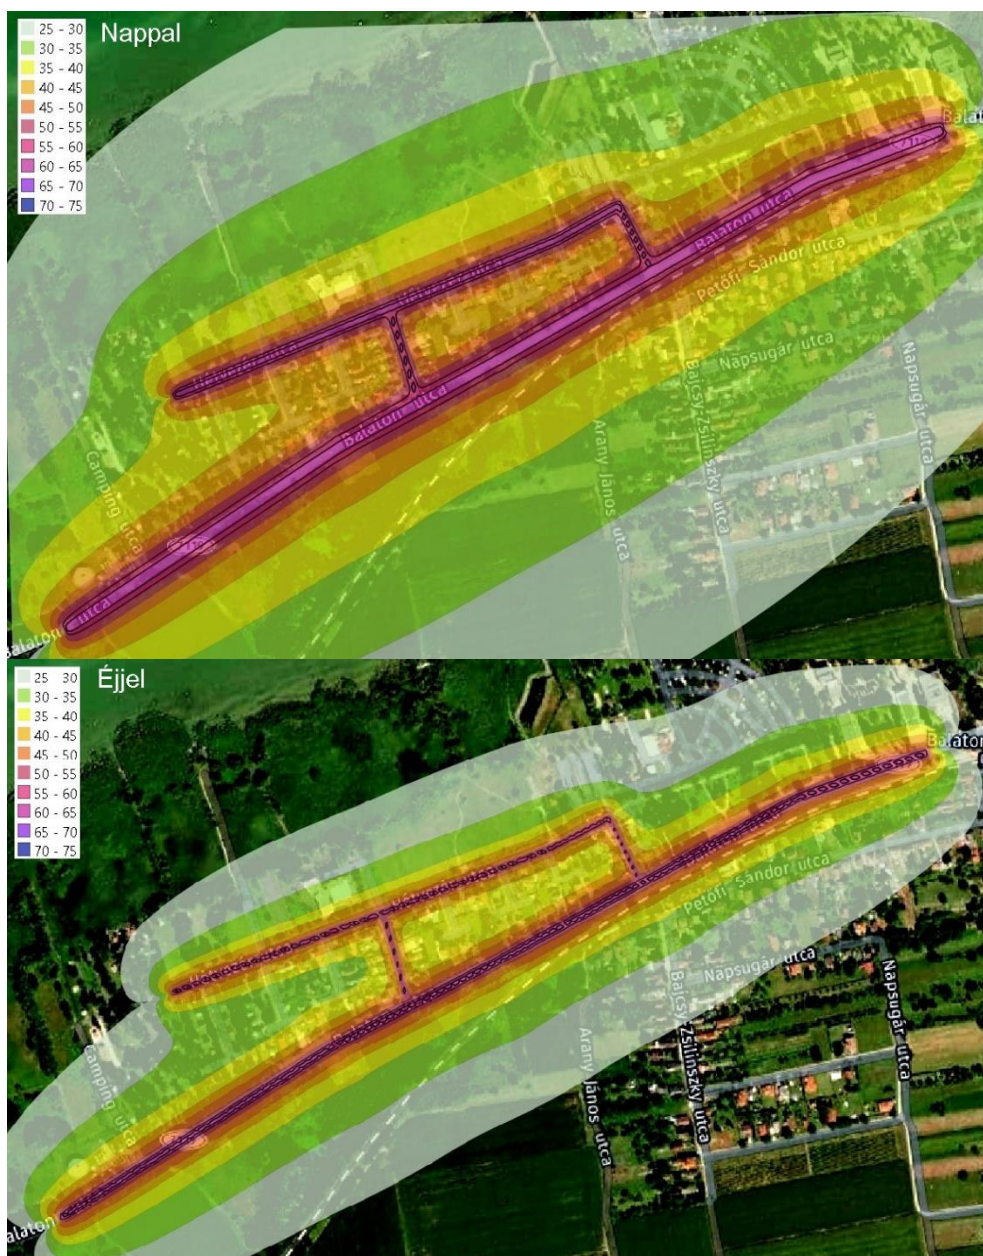 Nappal
25 - 30
30 - 35
35 - 40
40 - 45
45 - 50
50 - 55
55 - 60
60 - 65
65 - 70
70 - 75
Balat
Balaton utca
Petőfi Sándor utca
Napsugár utca
Napsugár utca
Bajcsy-Zsilinszky utca
Arany János utca
Balaton utca
Camping utca
utca
Balaton
Éjjel
25 30
30 - 35
35 - 40
40 - 45
45 - 50
50 - 55
55 - 60
60 - 65
65 - 70
70 - 75
Balaton
Petőfi Sándor utca
Napsugár utca
Napsugár utca
Bajcsy-Zsilinszky utca
Arany János utca
Camping utca
alaton